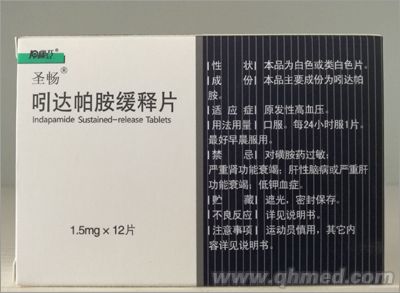 圣畅®
吲达帕胺缓释片
Indapamide Sustained-release Tablets
1.5mg×12片
性状 本品为白色或类白色片。
成份 本品主要成份为吲达帕
胺。
适应症 原发性高血压。
用法用量 口服。每24小时服1片。
最好早晨服用。
禁忌 对磺胺药过敏；
严重肾功能衰竭；肝性脑病或严重肝
功能衰竭；低钾血症。
贮藏 遮光，密封保存。
不良反应 详见说明书。
注意事项 运动员慎用，其它内
容详见说明书。
www.qhmed.com